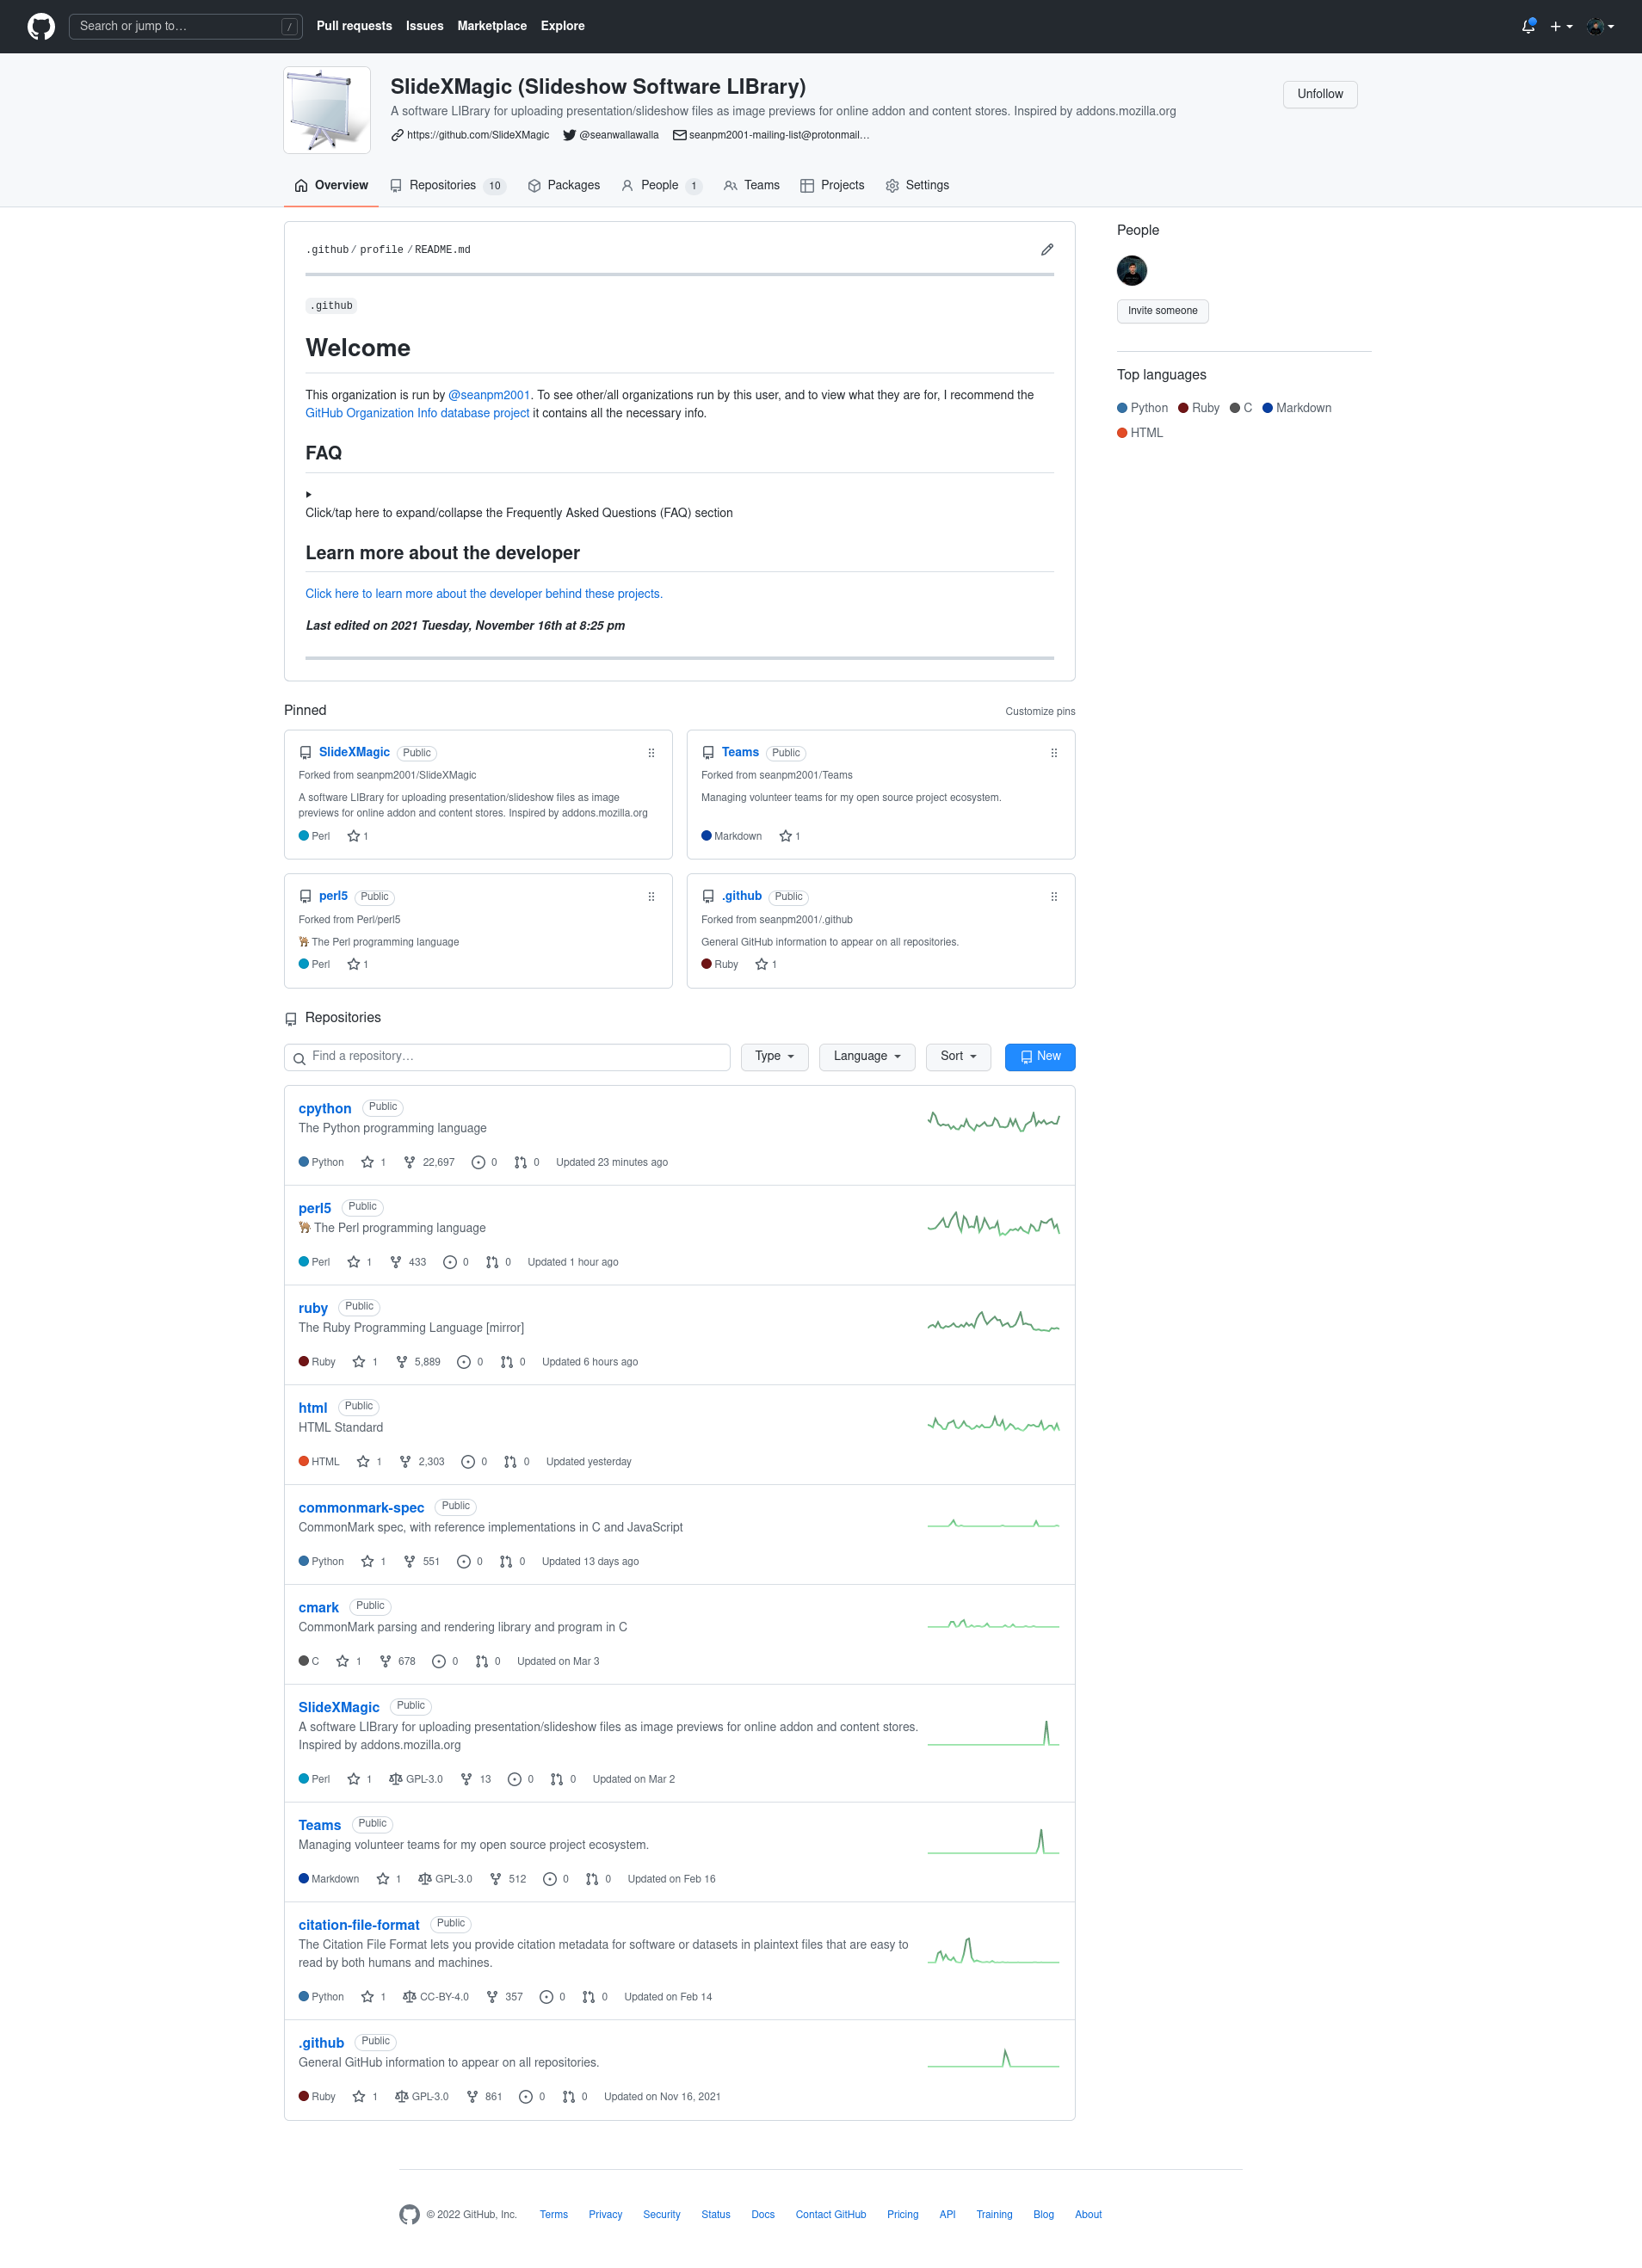 Search or jump to… / Pull requests Issues Marketplace Explore
SlideXMagic (Slideshow Software LIBrary)
Unfollow
A software LIBrary for uploading presentation/slideshow files as image previews for online addon and content stores. Inspired by addons.mozilla.org
https://github.com/SlideXMagic @seanwallawalla seanpm2001-mailing-list@protonmail…
Overview Repositories 10 Packages People 1 Teams Projects Settings
.github / profile / README.md
.github
Welcome
This organization is run by @seanpm2001. To see other/all organizations run by this user, and to view what they are for, I recommend the
GitHub Organization Info database project it contains all the necessary info.
FAQ
Click/tap here to expand/collapse the Frequently Asked Questions (FAQ) section
Learn more about the developer
Click here to learn more about the developer behind these projects.
Last edited on 2021 Tuesday, November 16th at 8:25 pm
People
Invite someone
Top languages
Python Ruby C Markdown
HTML
Pinned Customize pins
SlideXMagic Public
Forked from seanpm2001/SlideXMagic
A software LIBrary for uploading presentation/slideshow files as image
previews for online addon and content stores. Inspired by addons.mozilla.org
Perl 1
Teams Public
Forked from seanpm2001/Teams
Managing volunteer teams for my open source project ecosystem.
Markdown 1
perl5 Public
Forked from Perl/perl5
🐪 The Perl programming language
Perl 1
.github Public
Forked from seanpm2001/.github
General GitHub information to appear on all repositories.
Ruby 1
Repositories
Find a repository… Type Language Sort New
cpython Public
The Python programming language
Python 1 22,697 0 0 Updated 23 minutes ago
perl5 Public
🐪 The Perl programming language
Perl 1 433 0 0 Updated 1 hour ago
ruby Public
The Ruby Programming Language [mirror]
Ruby 1 5,889 0 0 Updated 6 hours ago
html Public
HTML Standard
HTML 1 2,303 0 0 Updated yesterday
commonmark-spec Public
CommonMark spec, with reference implementations in C and JavaScript
Python 1 551 0 0 Updated 13 days ago
cmark Public
CommonMark parsing and rendering library and program in C
C 1 678 0 0 Updated on Mar 3
SlideXMagic Public
A software LIBrary for uploading presentation/slideshow files as image previews for online addon and content stores.
Inspired by addons.mozilla.org
Perl 1 GPL-3.0 13 0 0 Updated on Mar 2
Teams Public
Managing volunteer teams for my open source project ecosystem.
Markdown 1 GPL-3.0 512 0 0 Updated on Feb 16
citation-file-format Public
The Citation File Format lets you provide citation metadata for software or datasets in plaintext files that are easy to
read by both humans and machines.
Python 1 CC-BY-4.0 357 0 0 Updated on Feb 14
.github Public
General GitHub information to appear on all repositories.
Ruby 1 GPL-3.0 861 0 0 Updated on Nov 16, 2021
© 2022 GitHub, Inc. Terms Privacy Security Status Docs Contact GitHub Pricing API Training Blog About